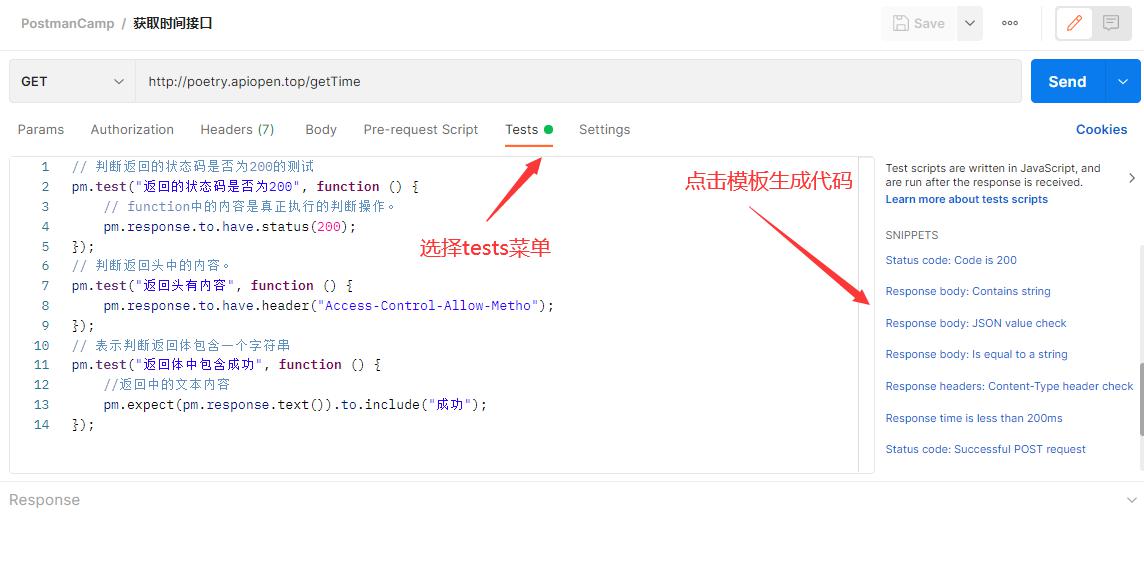 PostmanCamp / 获取时间接口
Save
GET
http://poetry.apiopen.top/getTime
Send
Params
Authorization
Headers (7)
Body
Pre-request Script
Tests
Settings
Cookies
1 // 判断返回的状态码是否为200的测试
2 pm.test("返回的状态码是否为200", function () {
3 // function中的内容是真正执行的判断操作。
4 pm.response.to.have.status(200);
5 });
6 // 判断返回头中的内容。
7 pm.test("返回头有内容", function () {
8 pm.response.to.have.header("Access-Control-Allow-Metho");
9 });
10 // 表示判断返回体包含一个字符串
11 pm.test("返回体中包含成功", function () {
12 //返回中的文本内容
13 pm.expect(pm.response.text()).to.include("成功");
14 });
选择tests菜单
点击模板生成代码
Test scripts are written in JavaScript, and
are run after the response is received.
Learn more about tests scripts
SNIPPETS
Status code: Code is 200
Response body: Contains string
Response body: JSON value check
Response body: Is equal to a string
Response headers: Content-Type header check
Response time is less than 200ms
Status code: Successful POST request
Response